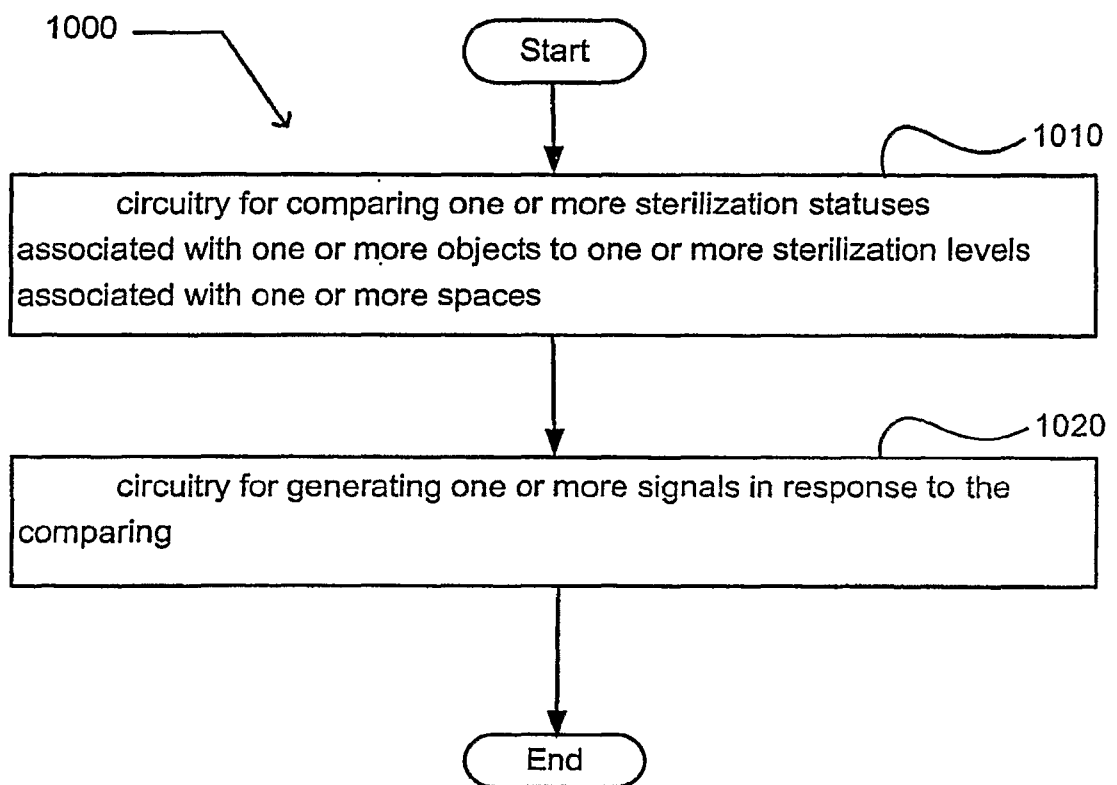 1000
Start
1010
circuitry for comparing one or more sterilization statuses
associated with one or more objects to one or more sterilization levels
associated with one or more spaces
1020
circuitry for generating one or more signals in response to the
comparing
End